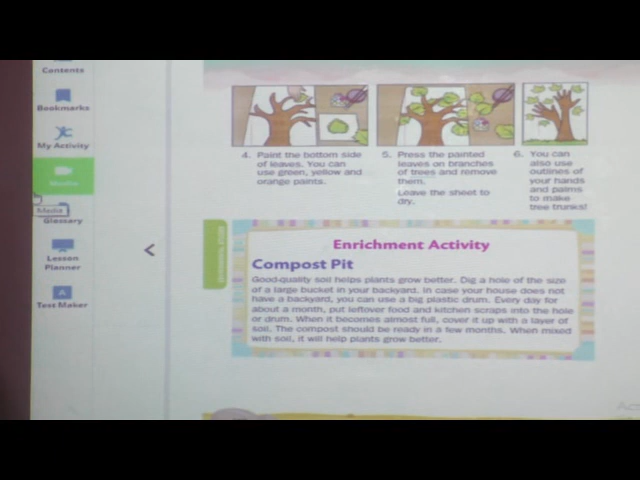 Contents
Bookmarks
My Activity
Media
Media
Glossary
Lesson
Planner
A
Test Maker
4. Paint the bottom side
of leaves. You can
use green, yellow and
orange paints.
5. Press the painted
leaves on branches
of trees and remove
them.
Leave the sheet to
dry.
6. You can
also use
outlines of
your hands
and palms
to make
tree trunks!
Enrichment Activity
Compost Pit
Good-quality soil helps plants grow better. Dig a hole of the size
of a large bucket in your backyard. In case your house does not
have a backyard, you can use a big plastic drum. Every day for
about a month, put leftover food and kitchen scraps into the hole
or drum. When it becomes almost full, cover it up with a layer of
soil. The compost should be ready in a few months. When mixed
with soil, it will help plants grow better.